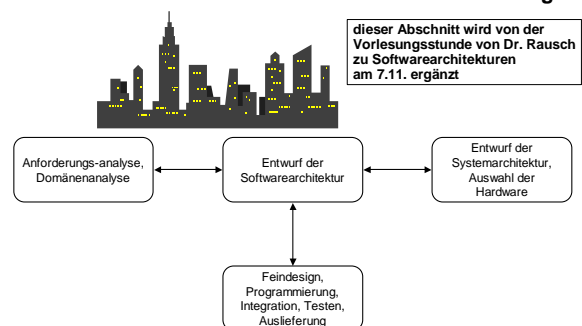 dieser Abschnitt wird von der
Vorlesungsstunde von Dr. Rausch
zu Softwarearchitekturen
am 7.11. ergänzt
Anforderungs-analyse,
Domänenanalyse
Entwurf der
Softwarearchitektur
Entwurf der
Systemarchitektur,
Auswahl der
Hardware
Feindesign,
Programmierung,
Integration, Testen,
Auslieferung